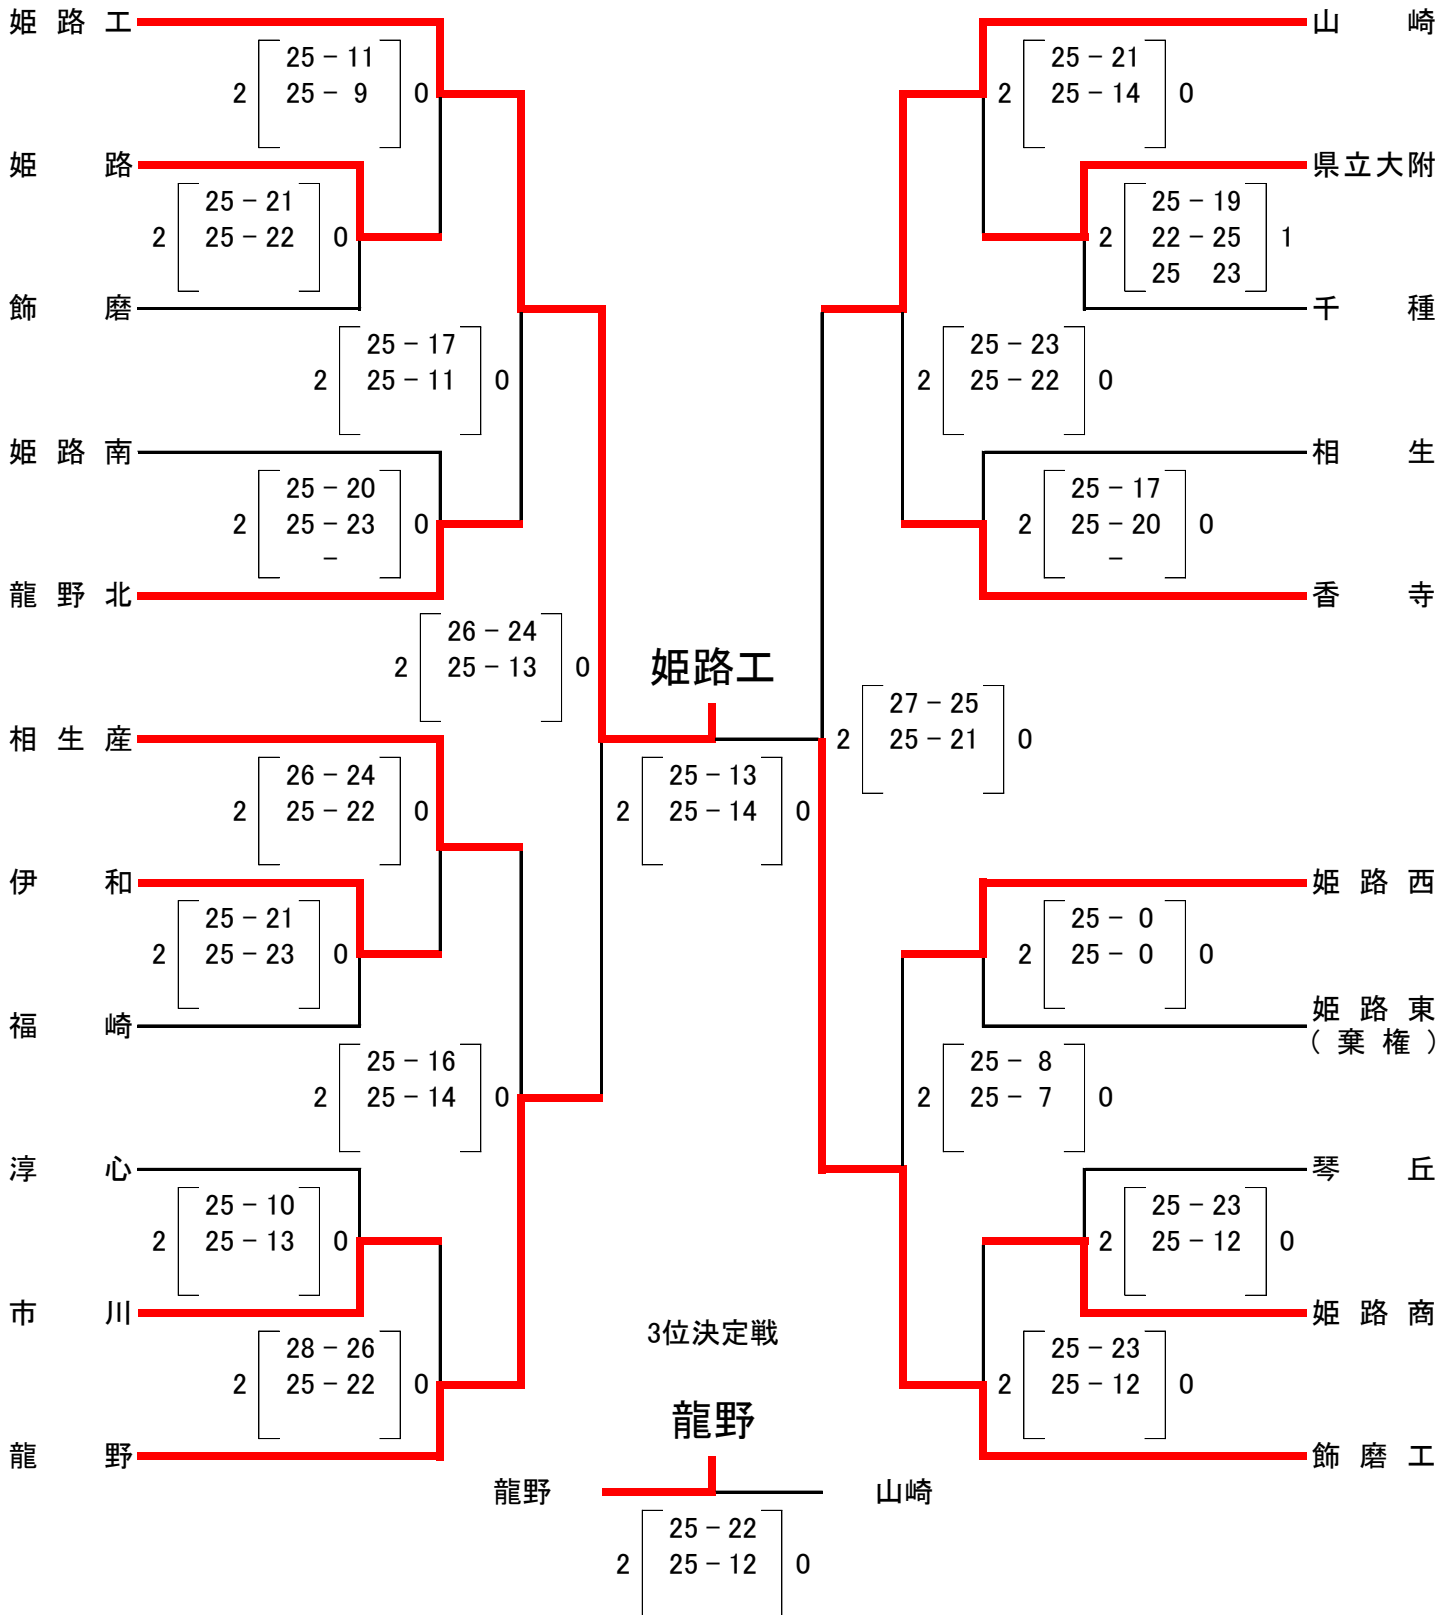 姫路工
25－11
2 25－ 9 0
姫路
25－21
2 25－22 0
飾磨
25－17
2 25－11 0
姫路南
25－20
2 25－23 0
－
龍野北
26－24
2 25－13 0
相生産
26－24
2 25－22 0
伊和
25－21
2 25－23 0
福崎
25－16
2 25－14 0
淳心
25－10
2 25－13 0
市川
28－26
2 25－22 0
龍野
姫路工
25－13
2 25－14 0
山崎
25－21
2 25－14 0
県立大附
25－19
2 22－25 1
25 23
千種
25－23
2 25－22 0
相生
25－17
2 25－20 0
－
香寺
27－25
2 25－21 0
姫路西
25－ 0
2 25－ 0 0
姫路東
(棄権)
25－ 8
2 25－ 7 0
琴丘
25－23
2 25－12 0
姫路商
25－23
2 25－12 0
飾磨工
3位決定戦
龍野
龍野 山崎
25－22
2 25－12 0